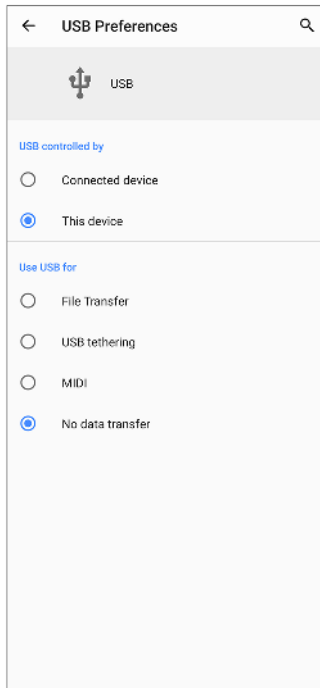 USB Preferences
USB
USB controlled by
Connected device
This device
Use USB for
File Transfer
USB tethering
MIDI
No data transfer